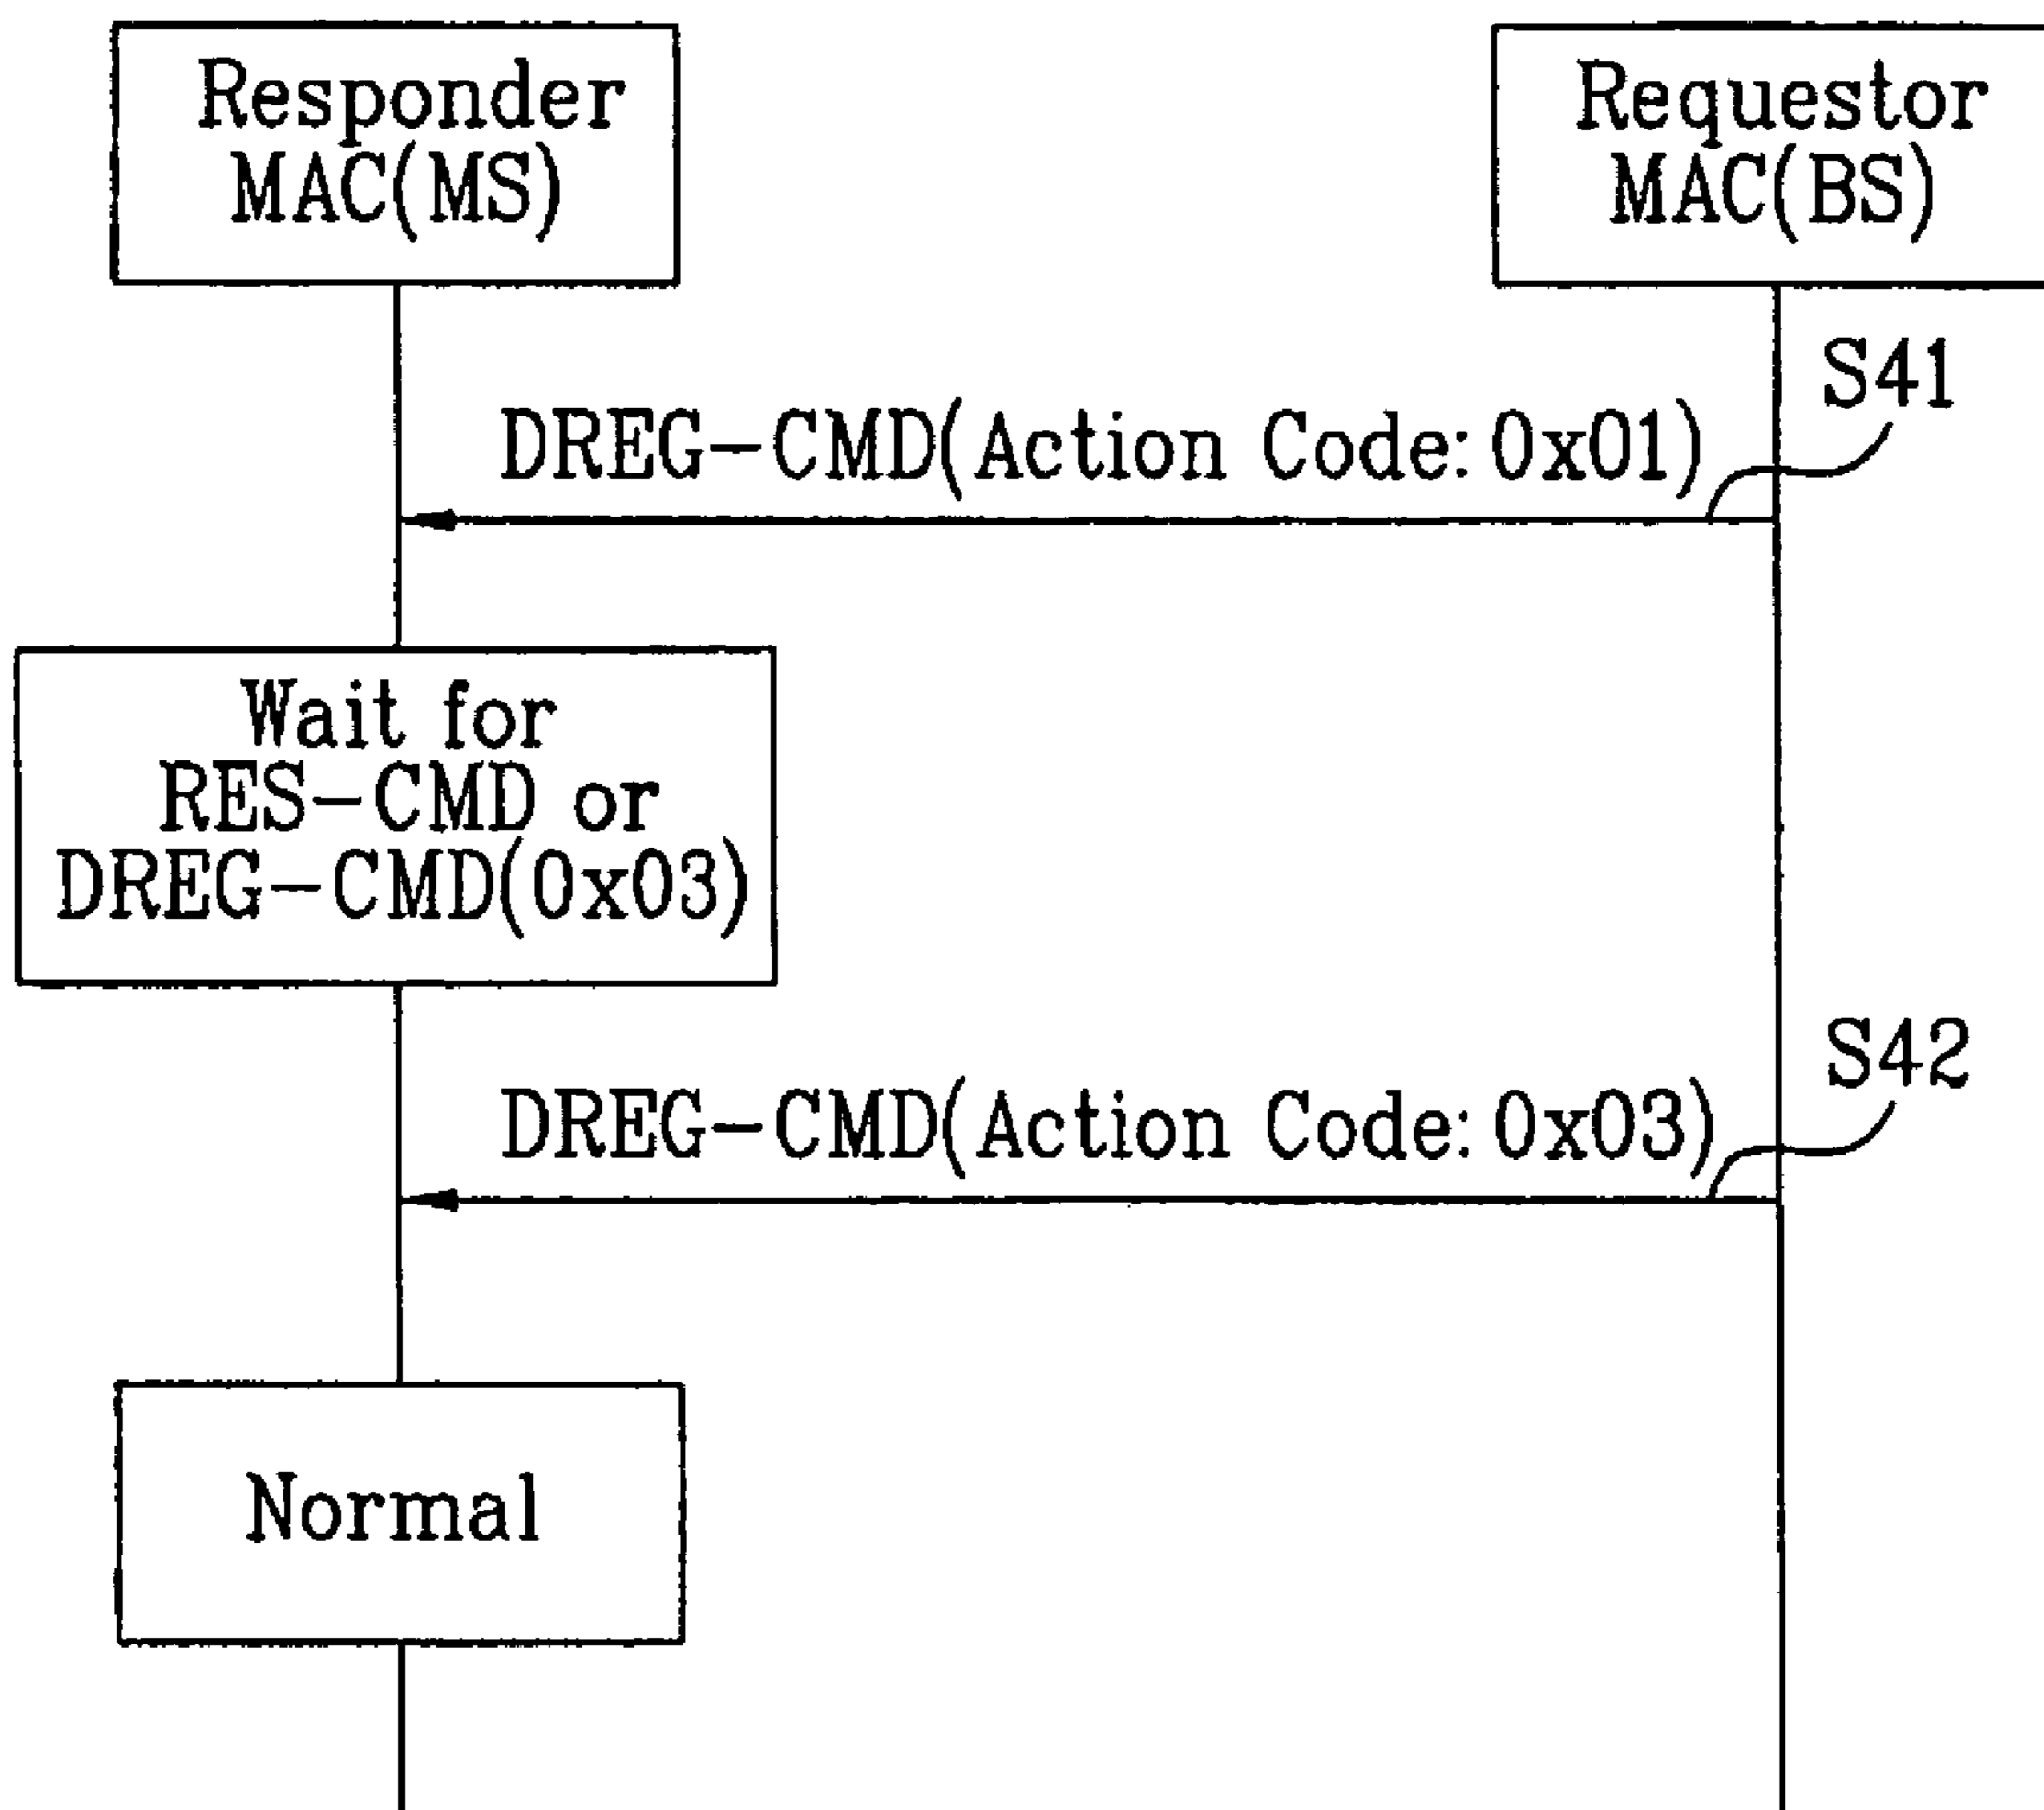 Responder
MAC(MS)
Requestor
MAC(BS)
S41
DREG-CMD(Action Code: 0x01)
Wait for
RES-CMD or
DREG-CMD(0x03)
S42
DREG-CMD(Action Code: 0x03)
Normal